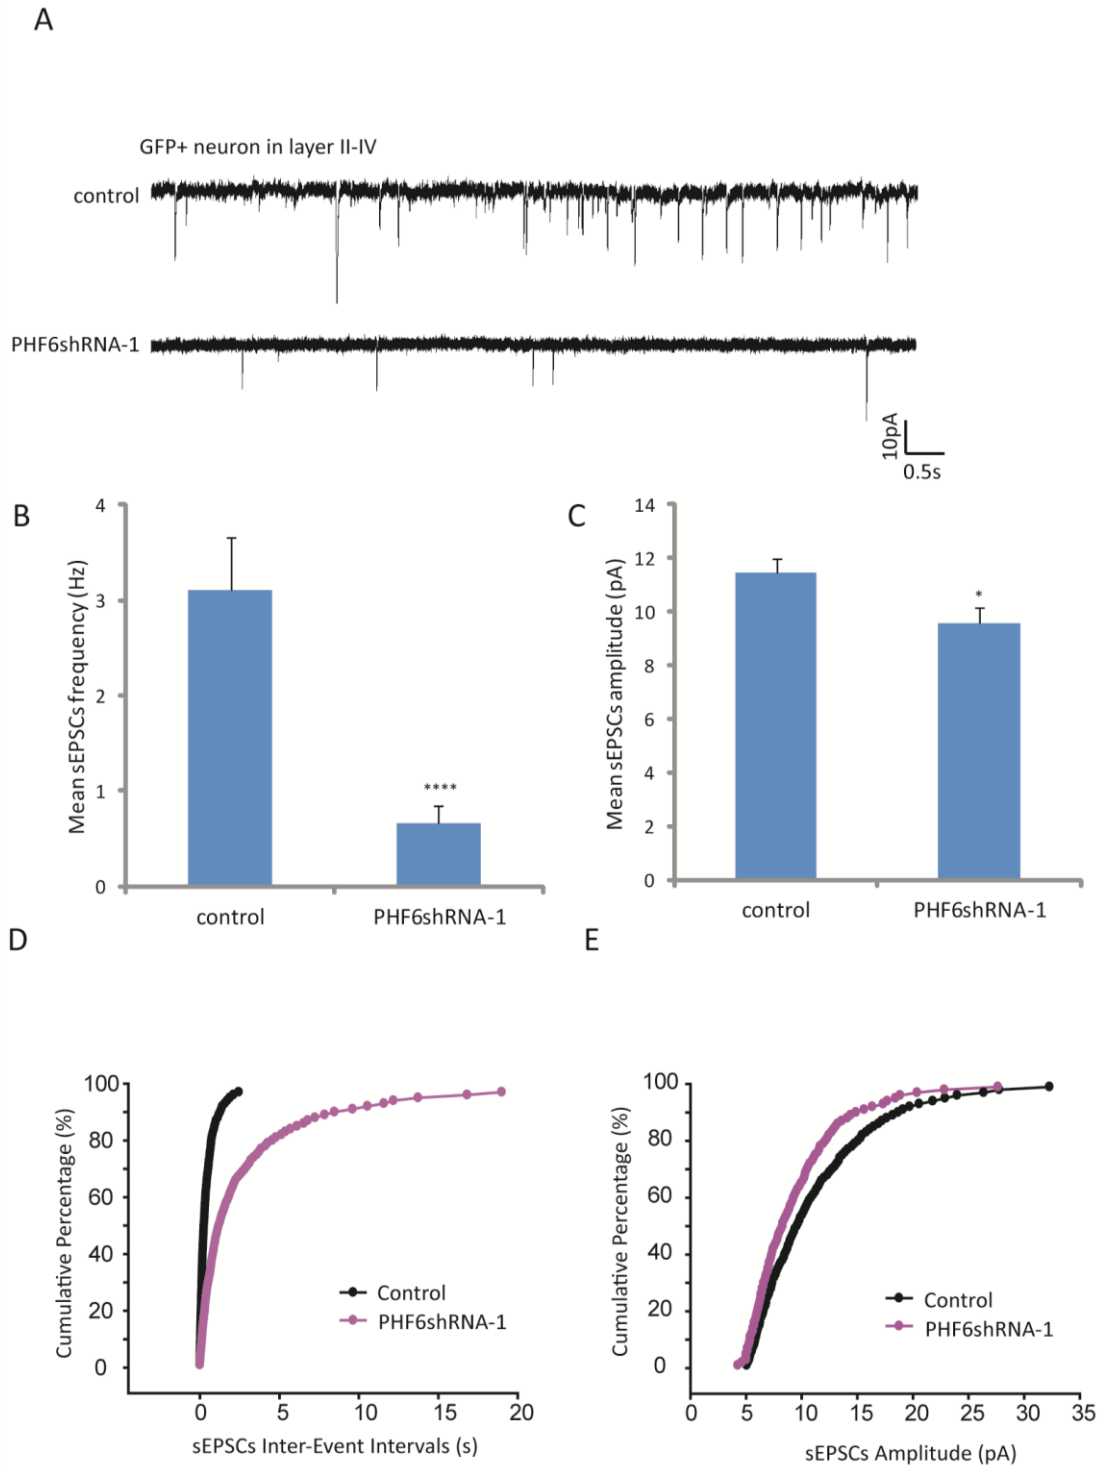 A
GFP+ neuron in layer II-IV
control
PHF6shRNA-1
10pA
0.5s
B
Mean sEPSCs frequency (Hz)
4
3
2
1
0
****
control
PHF6shRNA-1
C
Mean sEPSCs amplitude (pA)
14
12
10
8
6
4
2
0
*
control
PHF6shRNA-1
D
Cumulative Percentage (%)
100
80
60
40
20
0
Control
PHF6shRNA-1
0 5 10 15 20
sEPSCs Inter-Event Intervals (s)
E
Cumulative Percentage (%)
100
80
60
40
20
0
Control
PHF6shRNA-1
0 5 10 15 20 25 30 35
sEPSCs Amplitude (pA)